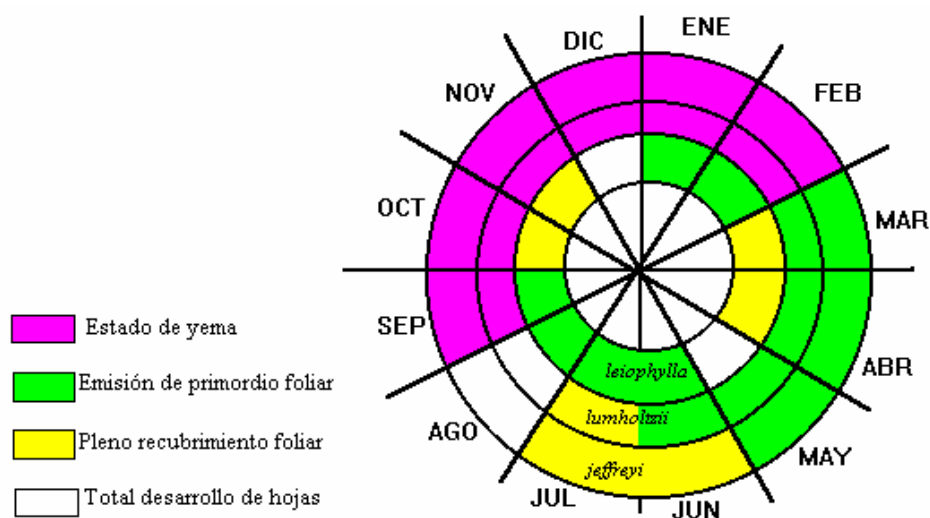 DIC
ENE
NOV
FEB
OCT
MAR
SEP
ABR
AGO
MAY
JUL
JUN
leiophylla
lumholtzii
jeffreyi
Estado de yema
Emisión de primordio foliar
Pleno recubrimiento foliar
Total desarrollo de hojas